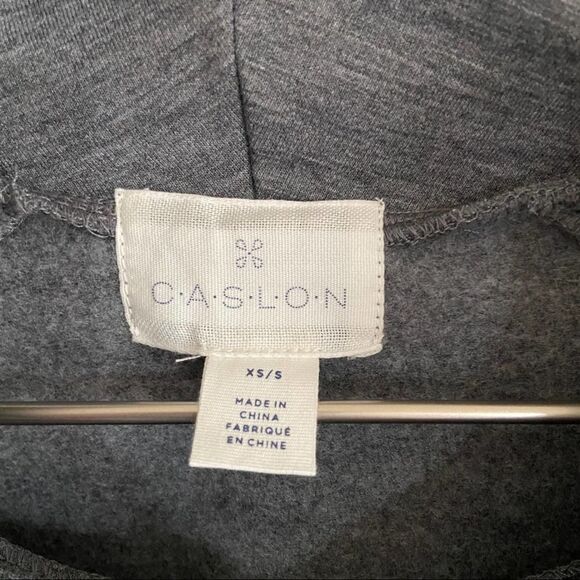 C·A·S·L·O·N
XS/S
MADE IN
CHINA
FABRIQUÉ
EN CHINE